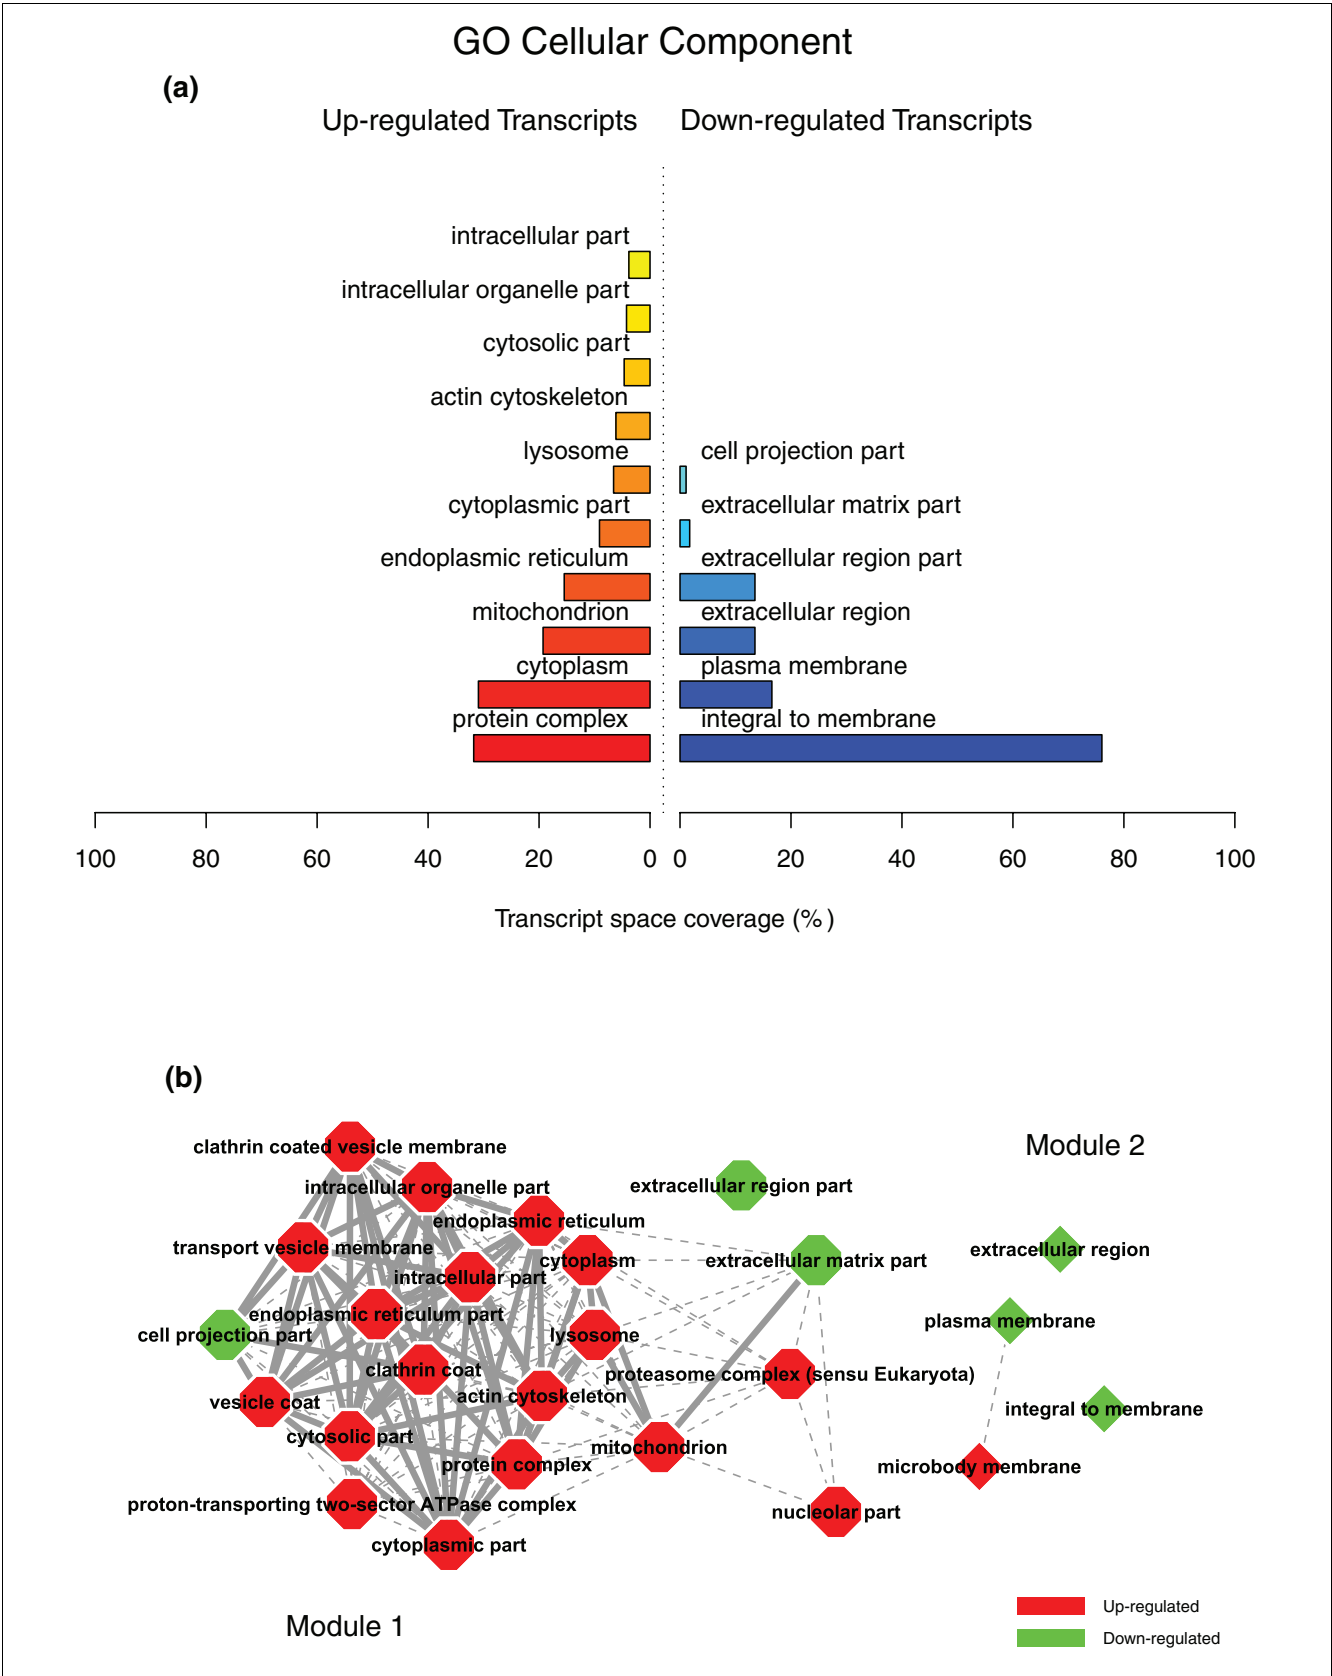 GO Cellular Component
(a)
Up-regulated Transcripts
Down-regulated Transcripts
intracellular part
intracellular organelle part
cytosolic part
actin cytoskeleton
lysosome
cytoplasmic part
endoplasmic reticulum
mitochondrion
cytoplasm
protein complex
cell projection part
extracellular matrix part
extracellular region part
extracellular region
plasma membrane
integral to membrane
100 80 60 40 20 0 0 20 40 60 80 100
Transcript space coverage (%)
(b)
Module 2
clathrin coated vesicle membrane
intracellular organelle part
extracellular region part
endoplasmic reticulum
transport vesicle membrane
extracellular region
cytoplasm
extracellular matrix part
intracellular part
endoplasmic reticulum part
plasma membrane
cell projection part
lysosome
clathrin coat
proteasome complex (sensu Eukaryota)
actin cytoskeleton
vesicle coat
integral to membrane
cytosolic part
mitochondrion
protein complex
microbody membrane
proton-transporting two-sector ATPase complex
nucleolar part
cytoplasmic part
Module 1
Up-regulated
Down-regulated